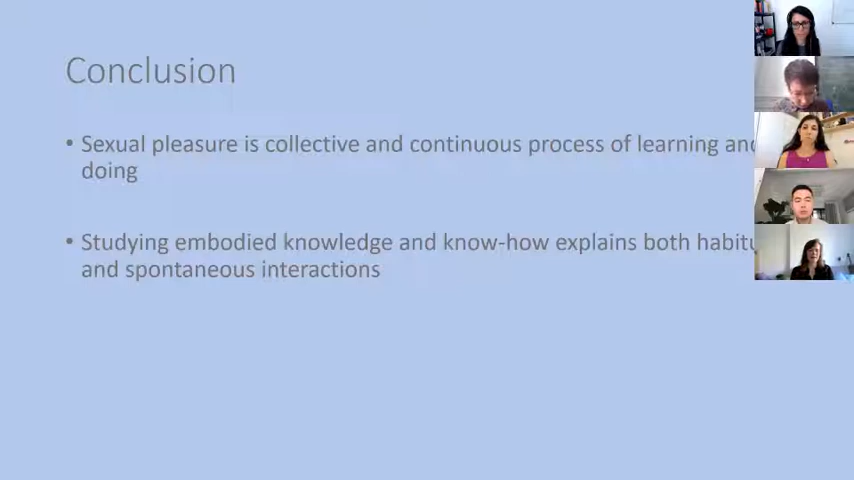 Conclusion
• Sexual pleasure is collective and continuous process of learning and
doing
• Studying embodied knowledge and know-how explains both
and spontaneous interactions